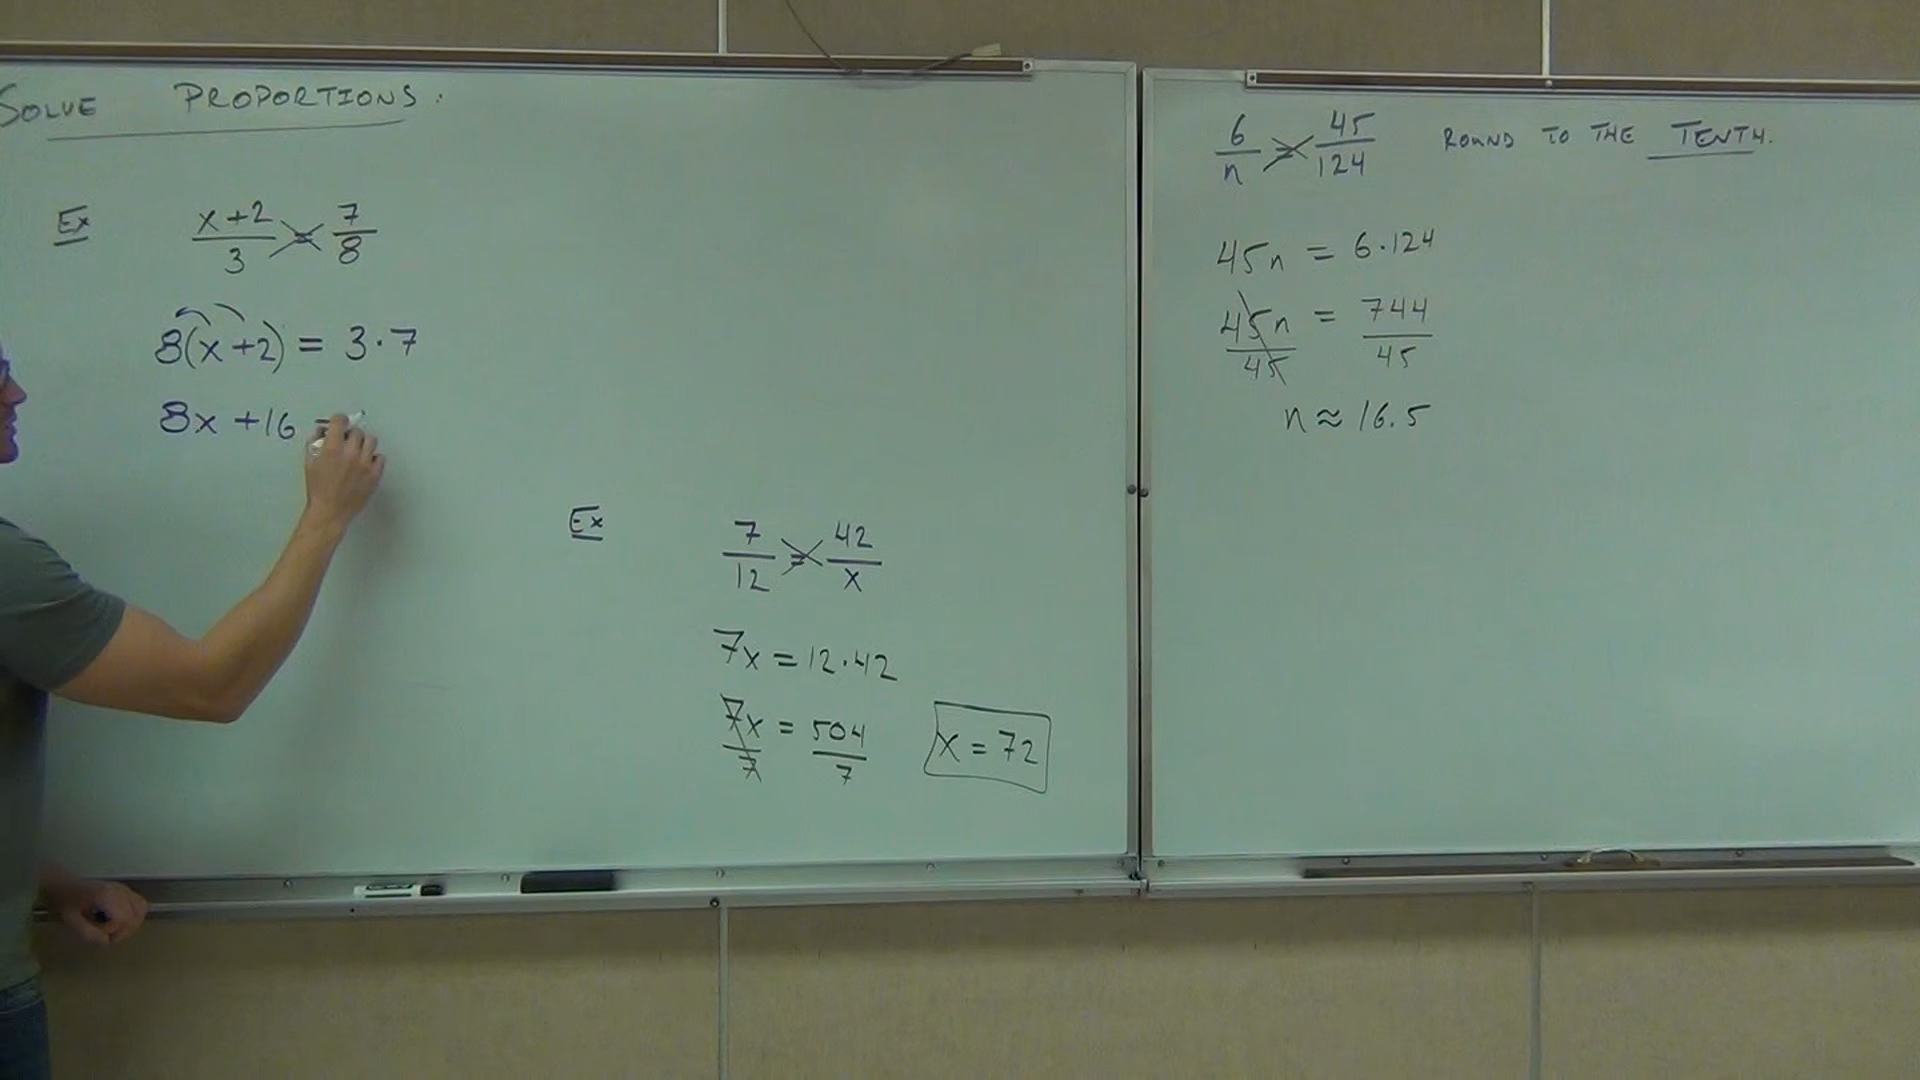 SOLVE PROPORTIONS:
Ex
x+2/3 = 7/8
8(x+2) = 3·7
8x +16 =
Ex
7/12 = 42/x
7x = 12·42
7x/7 = 504/7
x = 72
6/n = 45/124 ROUND TO THE TENTH.
45n = 6·124
45n/45 = 744/45
n ≈ 16.5